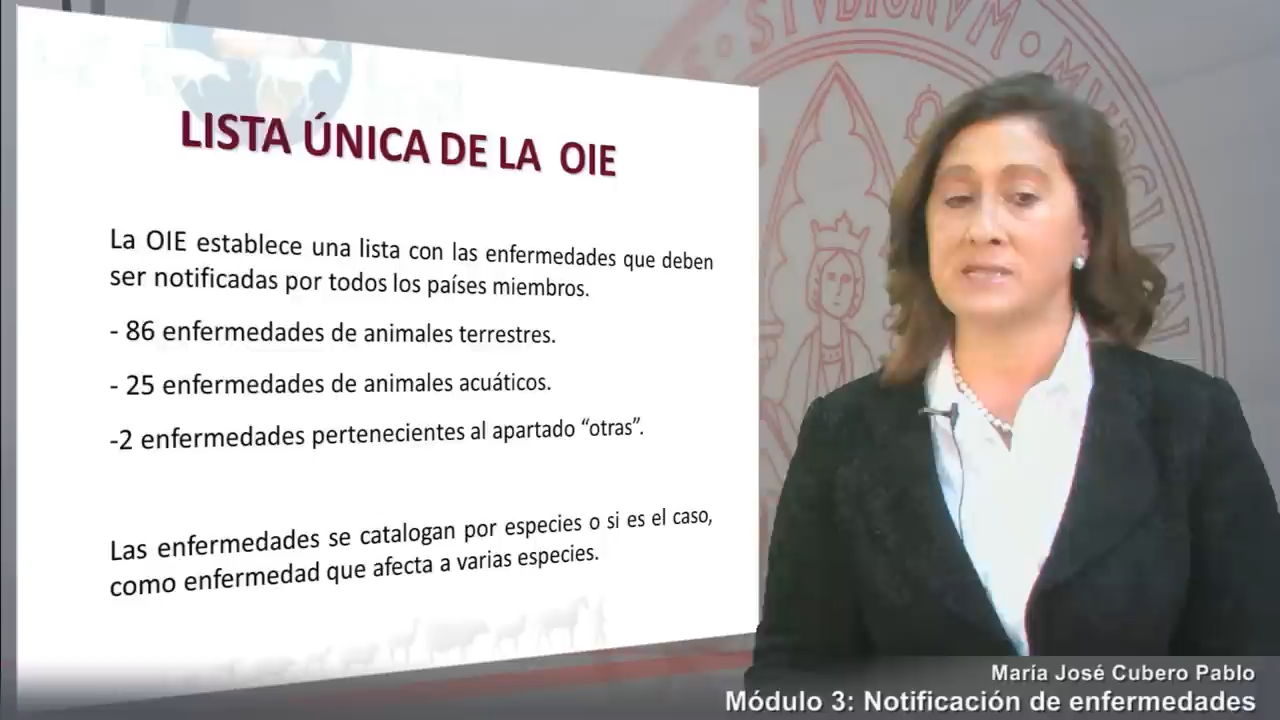 LISTA ÚNICA DE LA OIE
La OIE establece una lista con las enfermedades que deben
ser notificadas por todos los países miembros.
- 86 enfermedades de animales terrestres.
- 25 enfermedades de animales acuáticos.
-2 enfermedades pertenecientes al apartado “otras”.
Las enfermedades se catalogan por especies o si es el caso,
como enfermedad que afecta a varias especies.
STVDIORVM · MVRCIAN
María José Cubero Pablo
Módulo 3: Notificación de enfermedades